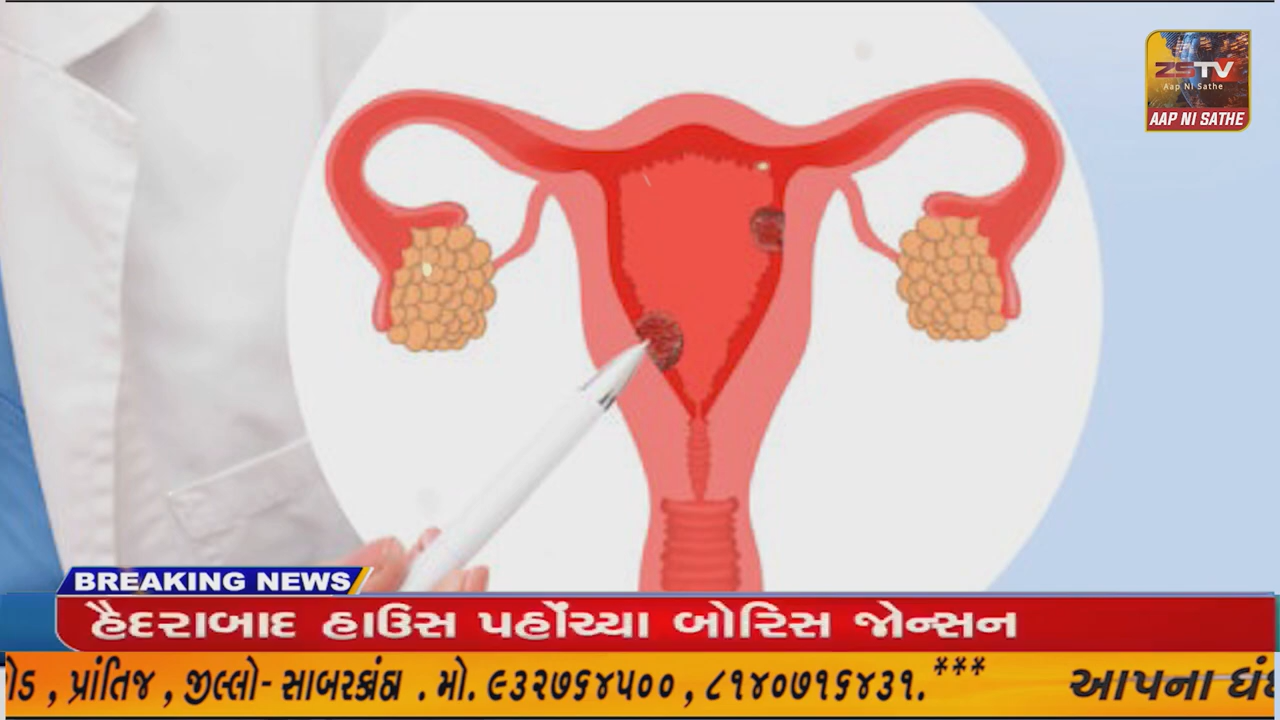 ZSTV
Aap Ni Sathe
AAP NI SATHE
BREAKING NEWS
હૈદરાબાદ હાઉસ પહોંચ્યા બોરિસ જોન્સન
, પ્રાંતિજ , જીલ્લો- સાબરકાંઠા . મો. ૯૩૨૭૬૪૫૦૦ , ૮૧૪૦૭૧૬૪૩૧.*** આપના